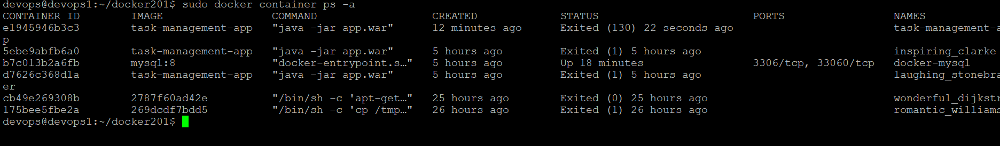 devops@devops1:~/docker201$ sudo docker container ps -a
CONTAINER ID        IMAGE                 COMMAND                  CREATED             STATUS                        PORTS                 NAMES
e1945946b3c3        task-management-app   "java -jar app.war"      12 minutes ago      Exited (130) 22 seconds ago                         task-management-a
p
5ebe9abfb6a0        task-management-app   "java -jar app.war"      5 hours ago         Exited (1) 5 hours ago                              inspiring_clarke
b7c013b2a6fb        mysql:8               "docker-entrypoint.s…"   5 hours ago         Up 18 minutes                 3306/tcp, 33060/tcp   docker-mysql
d7626c368d1a        task-management-app   "java -jar app.war"      5 hours ago         Exited (1) 5 hours ago                              laughing_stonebra
er
cb49e269308b        2787f60ad42e          "/bin/sh -c 'apt-get…"   25 hours ago        Exited (0) 25 hours ago                             wonderful_dijkstr
175bee5fbe2a        269dcdf7bdd5          "/bin/sh -c 'cp /tmp…"   26 hours ago        Exited (1) 26 hours ago                             romantic_williams
devops@devops1:~/docker201$